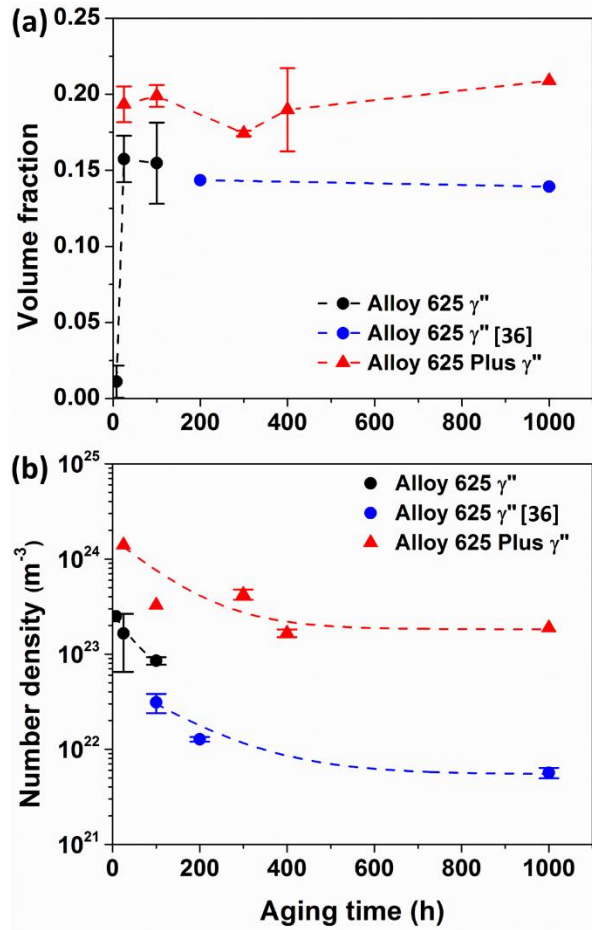 (a)
0.25
0.20
0.15
0.10
0.05
0.00
Volume fraction
Alloy 625 γ"
Alloy 625 γ" [36]
Alloy 625 Plus γ"
0 200 400 600 800 1000
(b)
10²⁵
10²⁴
10²³
10²²
10²¹
Number density (m⁻³)
Alloy 625 γ"
Alloy 625 γ" [36]
Alloy 625 Plus γ"
0 200 400 600 800 1000
Aging time (h)